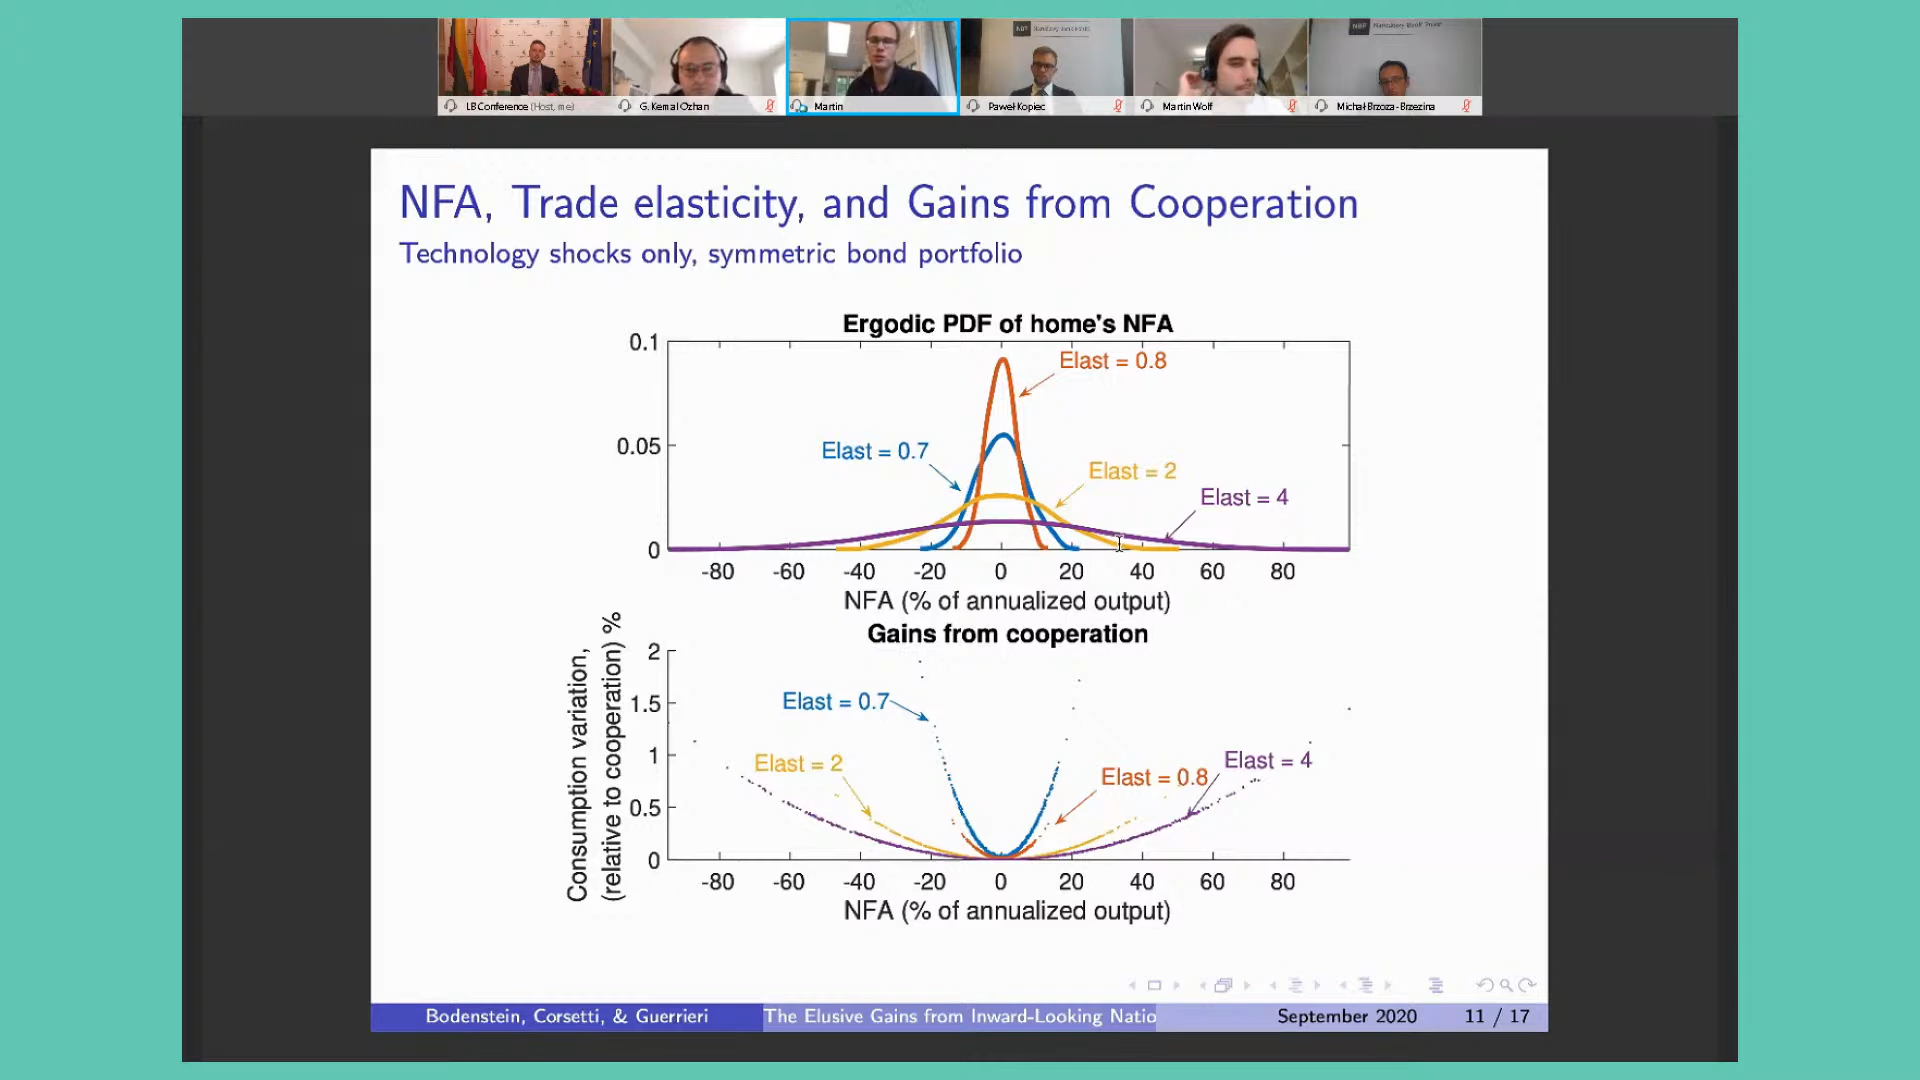 LB Conference (Host, me)
G. Kemal Ozhan
Martin
Paweł Kopiec
Martin Wolf
Michał Brzoza-Brzezina
NFA, Trade elasticity, and Gains from Cooperation
Technology shocks only, symmetric bond portfolio
Ergodic PDF of home's NFA
0.1
0.05
0
Elast = 0.8
Elast = 0.7
Elast = 2
Elast = 4
-80 -60 -40 -20 0 20 40 60 80
NFA (% of annualized output)
Gains from cooperation
Consumption variation,
(relative to cooperation) %
2
1.5
1
0.5
0
Elast = 0.7
Elast = 2
Elast = 0.8
Elast = 4
-80 -60 -40 -20 0 20 40 60 80
NFA (% of annualized output)
Bodenstein, Corsetti, & Guerrieri
The Elusive Gains from Inward-Looking Natio
September 2020
11 / 17